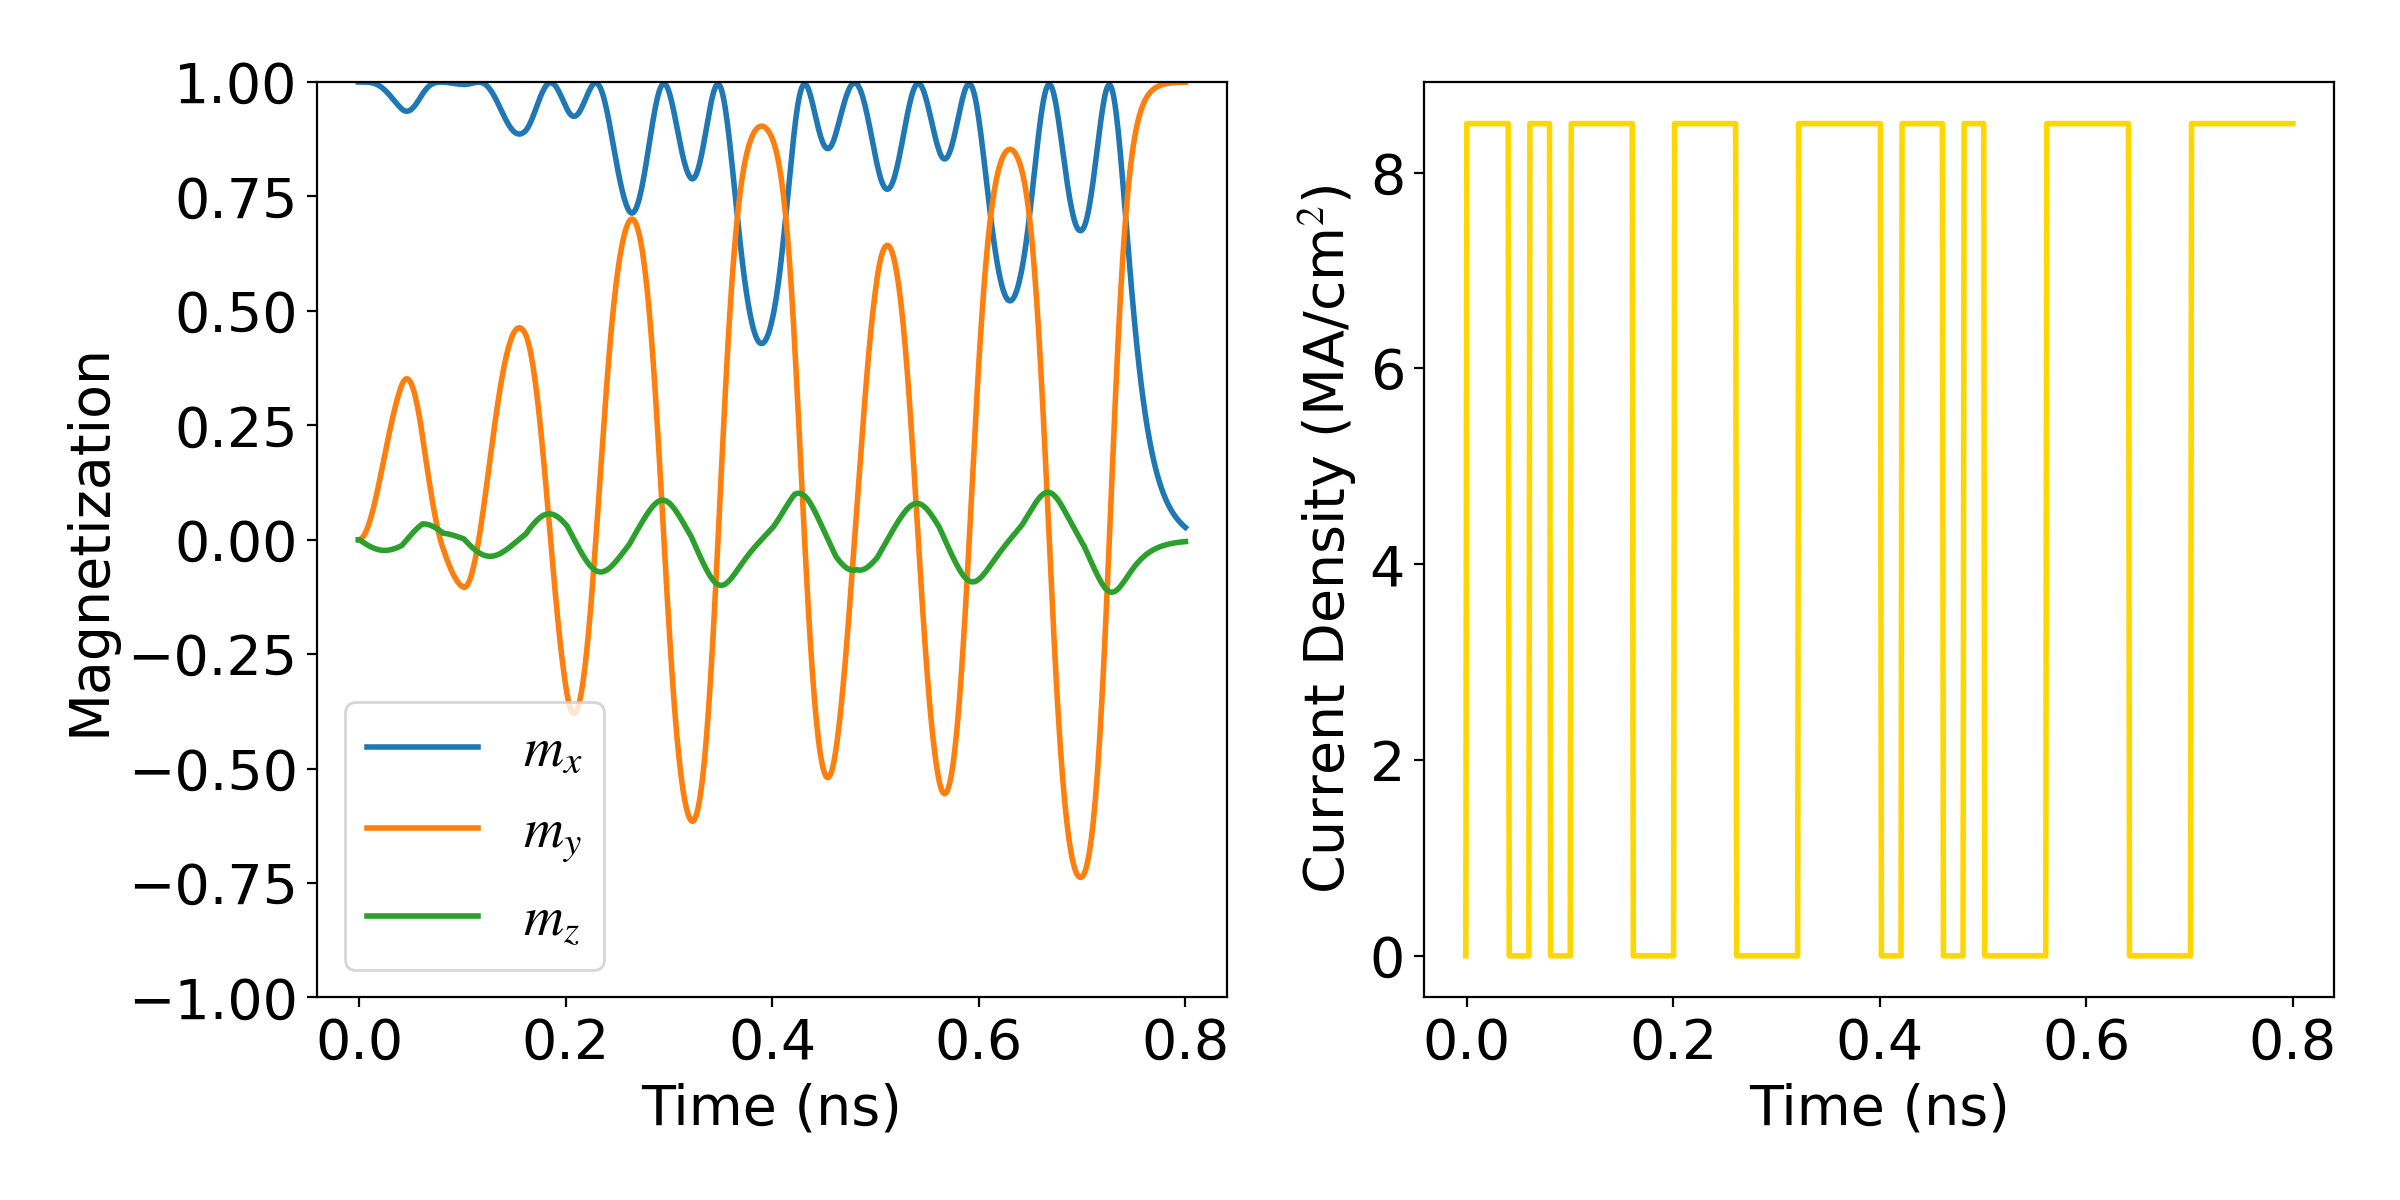 1.00
0.75
0.50
0.25
0.00
−0.25
−0.50
−0.75
−1.00
Magnetization
m_x
m_y
m_z
0.0 0.2 0.4 0.6 0.8
Time (ns)
8
6
4
2
0
Current Density (MA/cm²)
0.0 0.2 0.4 0.6 0.8
Time (ns)